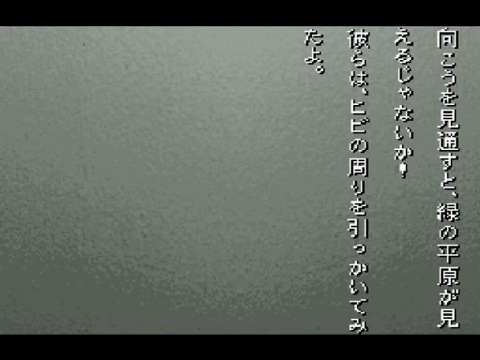 向こうを見通すと、緑の平原が見
えるじゃないか!
彼らは、ヒビの周りを引っかいてみ
たよ。